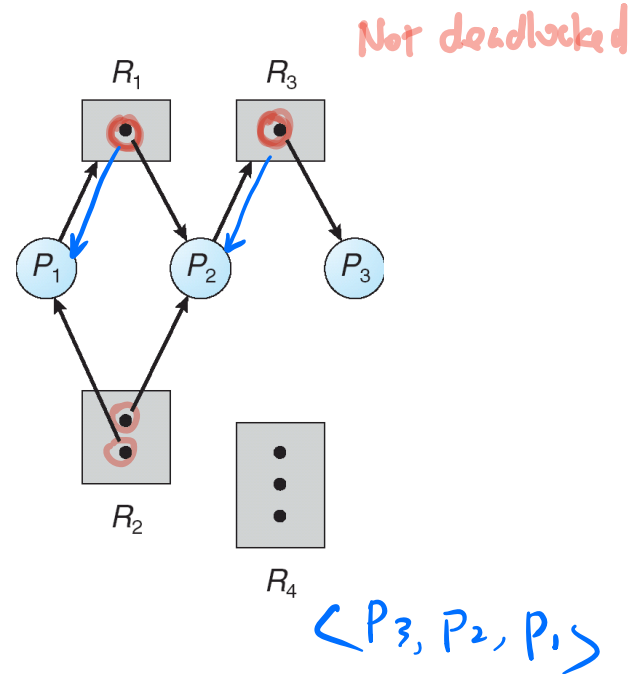 Not deadlocked
R1 R3
P1 P2 P3
R2
R4
<P3, P2, P1>